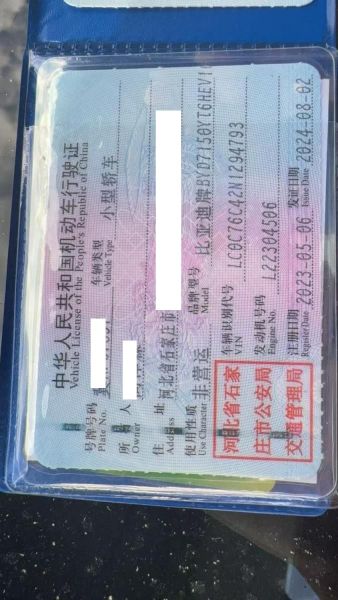 中华人民共和国机动车行驶证
Vehicle License of the People's Republic of China
号牌号码
Plate No.
车辆类型
Vehicle Type
小型轿车
所有人
Owner
住址
Address
河北省石家庄市
使用性质
Use Character
非营运
品牌型号
Model
比亚迪牌BYD7150YT6HEV1
车辆识别代号
VIN
LC0C76C42N1294793
发动机号码
Engine No.
L22304506
注册日期
Register Date
2023-05-06
发证日期
Issue Date
2024-08-02
河北省石家
庄市公安局
交通管理局